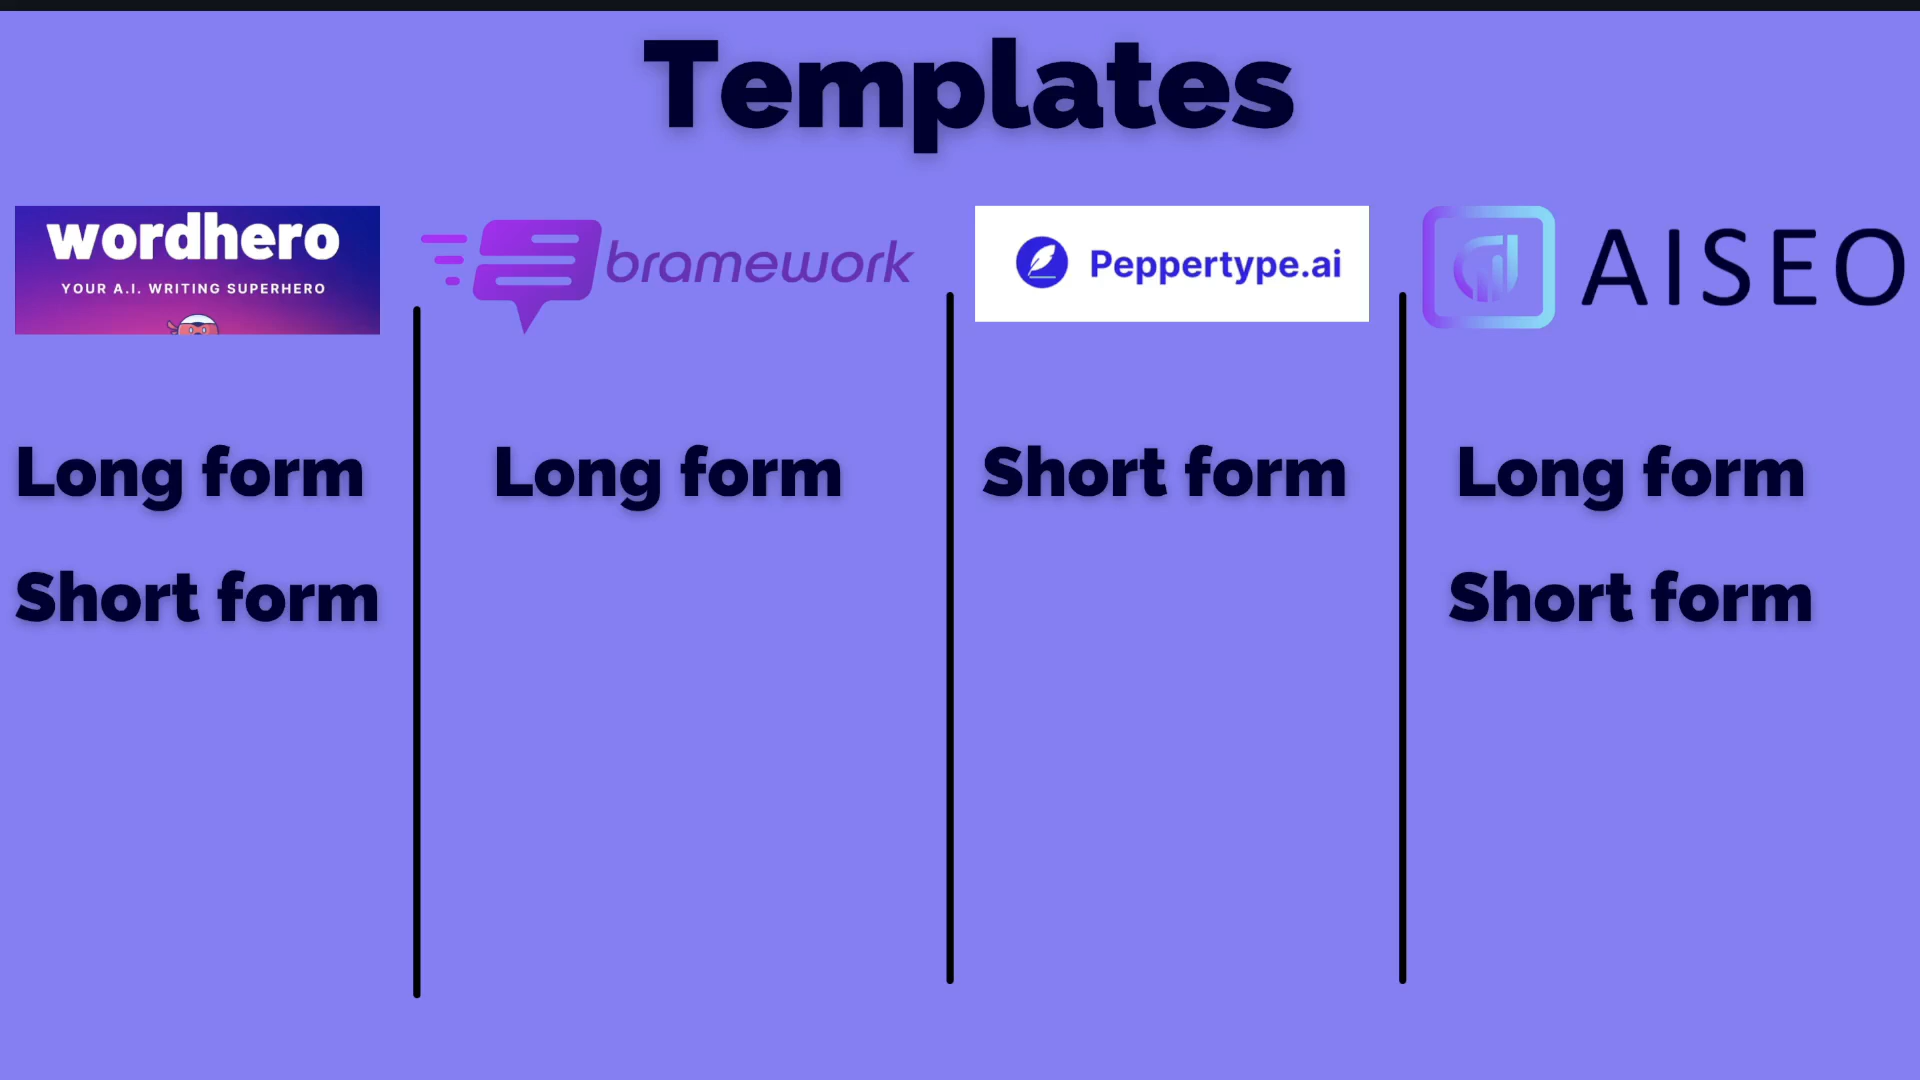 Templates
wordhero
YOUR A.I. WRITING SUPERHERO
bramework
Peppertype.ai
AISEO
Long form
Short form
Long form
Short form
Long form
Short form